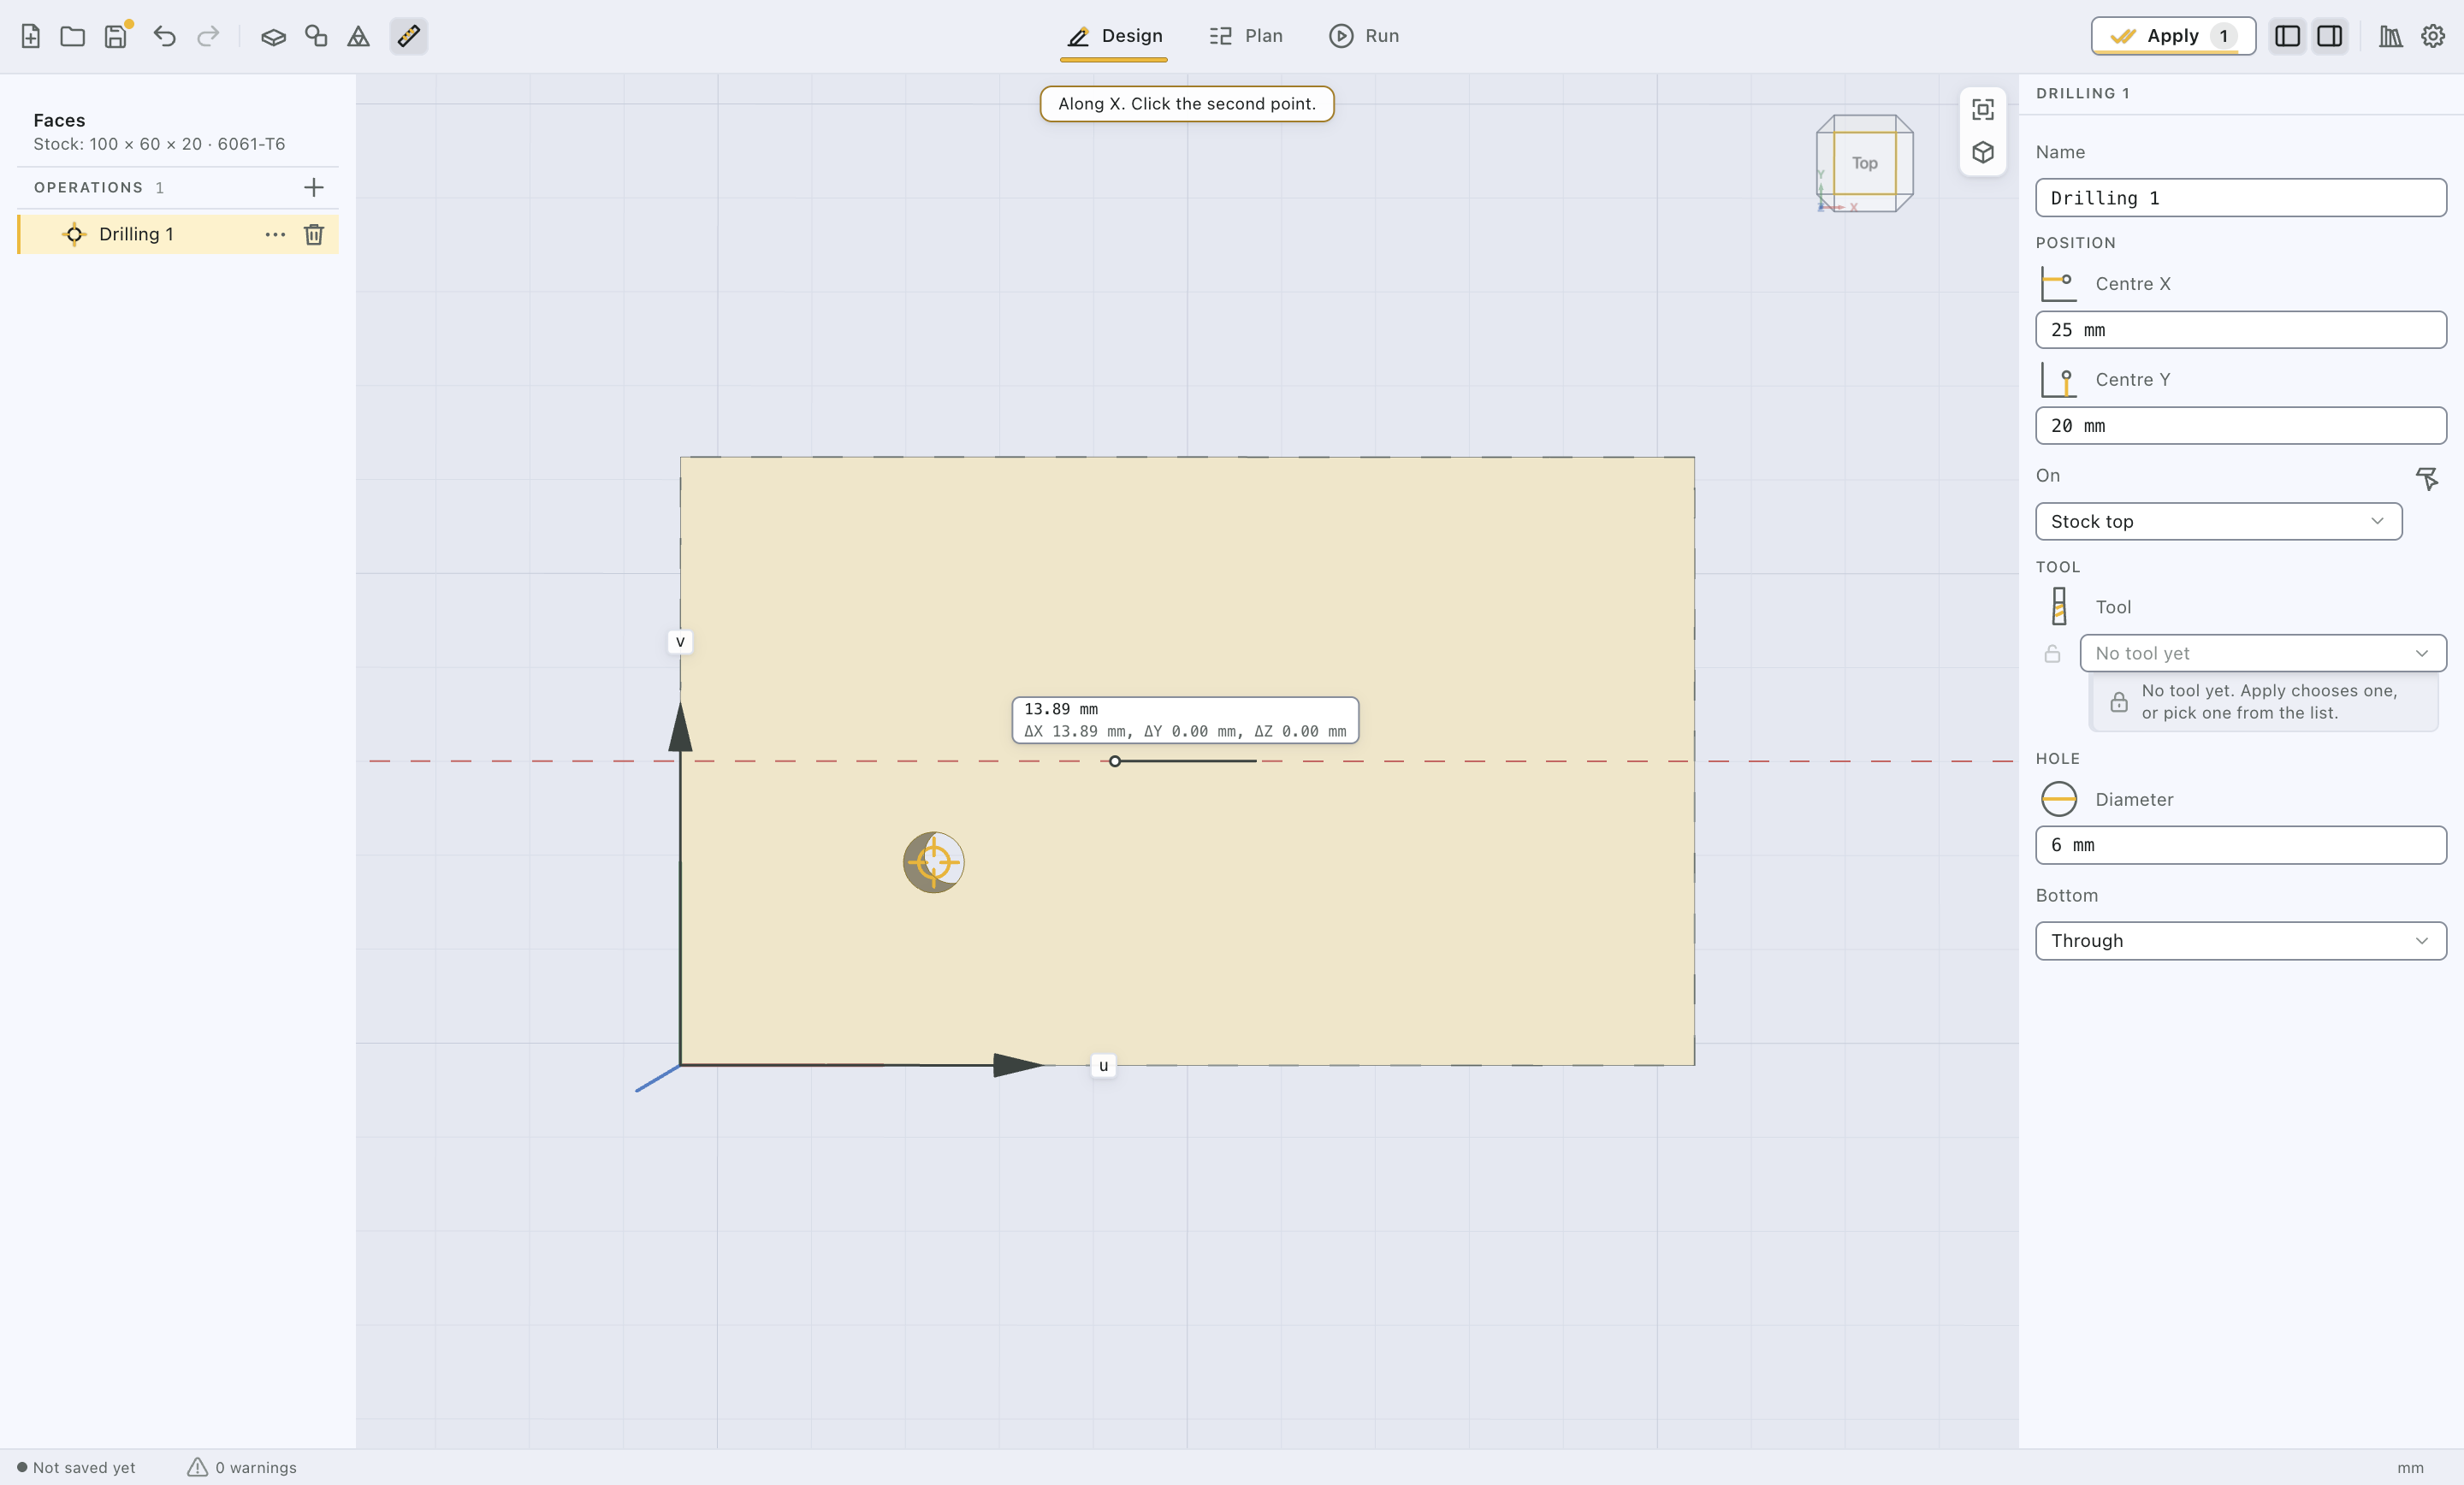 Design
Plan
Run
Apply 1
Along X. Click the second point.
Faces
Stock: 100 × 60 × 20 · 6061-T6
OPERATIONS 1
Drilling 1
Top
Y
Z
X
v
13.89 mm
ΔX 13.89 mm, ΔY 0.00 mm, ΔZ 0.00 mm
u
DRILLING 1
Name
Drilling 1
POSITION
Centre X
25 mm
Centre Y
20 mm
On
Stock top
TOOL
Tool
No tool yet
No tool yet. Apply chooses one,
or pick one from the list.
HOLE
Diameter
6 mm
Bottom
Through
Not saved yet
0 warnings
mm